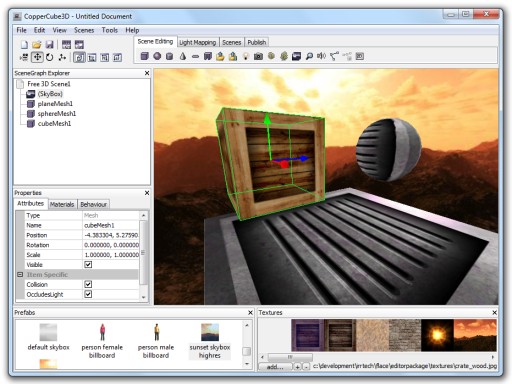 CopperCube3D - Untitled Document
File Edit View Scenes Tools Help
Scene Editing Light Mapping Scenes Publish
SceneGraph Explorer
Free 3D Scene1
(SkyBox)
planeMesh1
sphereMesh1
cubeMesh1
Properties
Attributes Materials Behaviour
Type Mesh
Name cubeMesh1
Position -4.383304, 5.27590
Rotation 0.000000, 0.000000
Scale 1.000000, 1.000000
Visible
Item Specific
Collision
OccludesLight
Prefabs
default skybox
person female billboard
person male billboard
sunset skybox highres
Textures
add... + - c:\development\irrtech\flace\editorpackage\textures\crate_wood.jpg